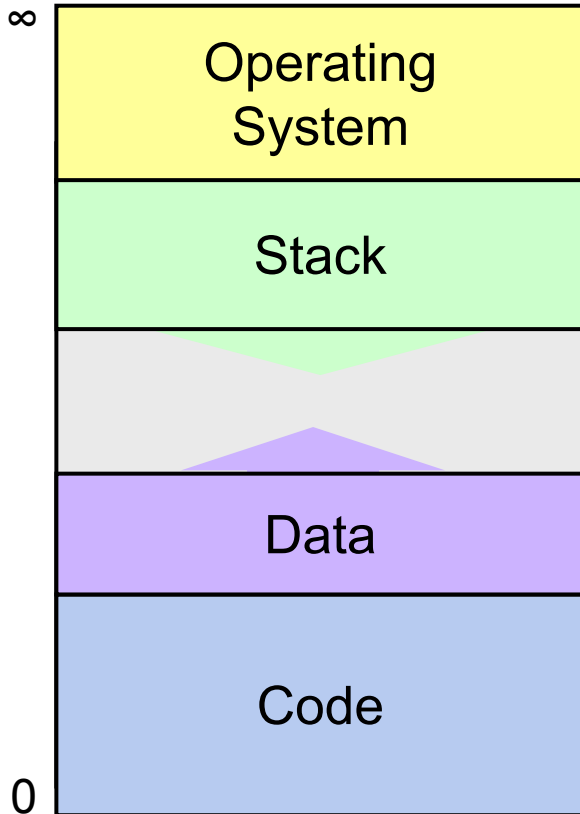 ∞
Operating
System
Stack
Data
Code
0